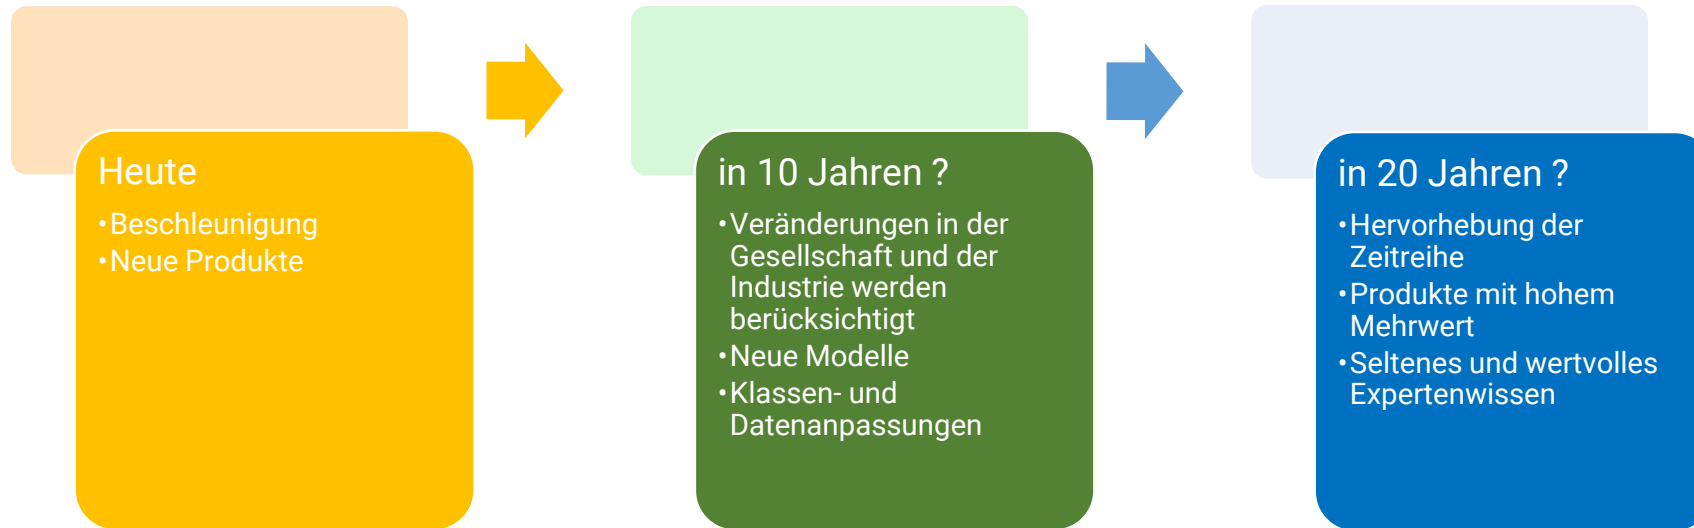 Heute
•Beschleunigung
•Neue Produkte
in 10 Jahren ?
•Veränderungen in der
Gesellschaft und der
Industrie werden
berücksichtigt
•Neue Modelle
•Klassen- und
Datenanpassungen
in 20 Jahren ?
•Hervorhebung der
Zeitreihe
•Produkte mit hohem
Mehrwert
•Seltenes und wertvolles
Expertenwissen